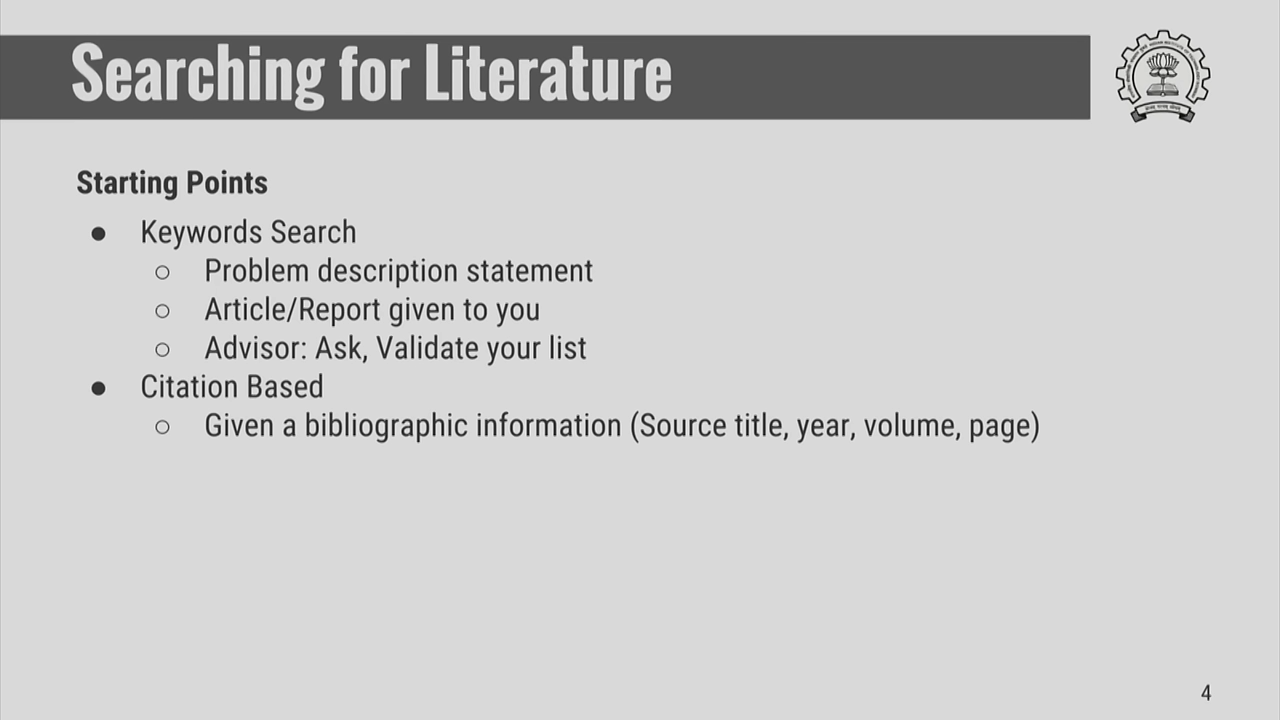 Searching for Literature
Starting Points
● Keywords Search
○ Problem description statement
○ Article/Report given to you
○ Advisor: Ask, Validate your list
● Citation Based
○ Given a bibliographic information (Source title, year, volume, page)
4